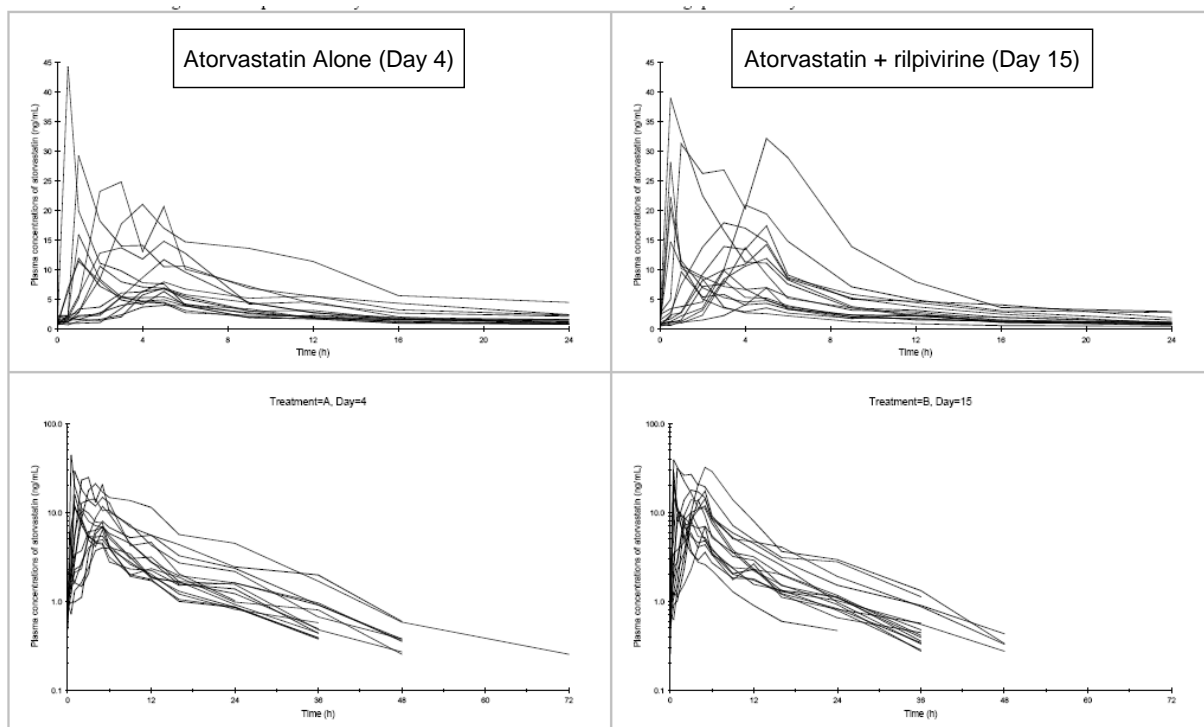 Atorvastatin Alone (Day 4)
45
40
35
30
25
20
15
10
5
0
Plasma concentrations of atorvastatin (ng/mL)
0 4 8 12 16 20 24
Time (h)
Atorvastatin + rilpivirine (Day 15)
45
40
35
30
25
20
15
10
5
0
Plasma concentrations of atorvastatin (ng/mL)
0 4 8 12 16 20 24
Time (h)
Treatment=A, Day=4
100.0
10.0
1.0
0.1
Plasma concentrations of atorvastatin (ng/mL)
0 12 24 36 48 60 72
Time (h)
Treatment=B, Day=15
100.0
10.0
1.0
0.1
Plasma concentrations of atorvastatin (ng/mL)
0 12 24 36 48 60 72
Time (h)